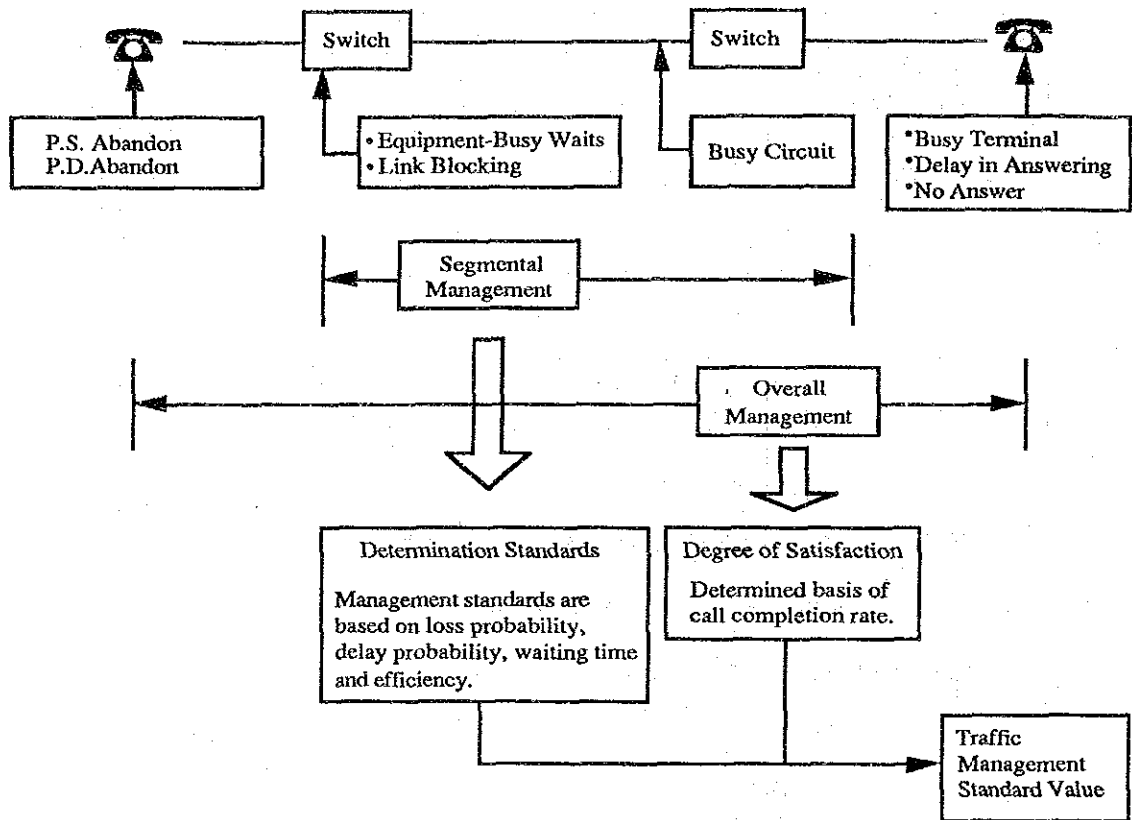 Switch
Switch
P.S. Abandon
P.D.Abandon
• Equipment-Busy Waits
• Link Blocking
Busy Circuit
•Busy Terminal
•Delay in Answering
•No Answer
Segmental
Management
Overall
Management
Determination Standards
Management standards are
based on loss probability,
delay probability, waiting time
and efficiency.
Degree of Satisfaction
Determined basis of
call completion rate.
Traffic
Management
Standard Value